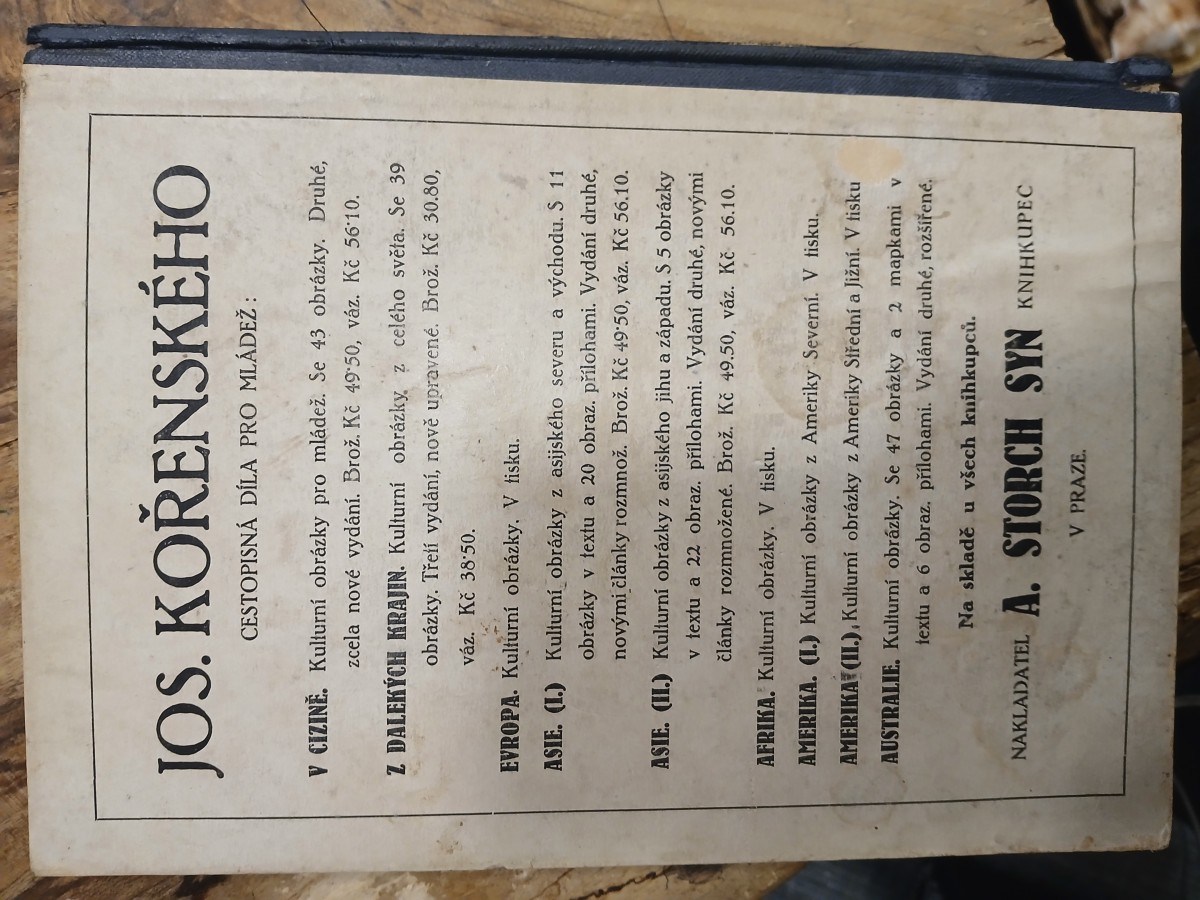 JOS. KOŘENSKÉHO
CESTOPISNÁ DÍLA PRO MLÁDEŽ:
V CIZINĚ. Kulturní obrázky pro mládež. Se 43 obrázky. Druhé,
zcela nové vydání. Brož. Kč 49·50, váz. Kč 56·10.
Z DALEKÝCH KRAJIN. Kulturní obrázky z celého světa. Se 39
obrázky. Třetí vydání, nově upravené. Brož. Kč 30.80,
váz. Kč 38·50.
EVROPA. Kulturní obrázky. V tisku.
ASIE. (I.) Kulturní obrázky z asijského severu a východu. S 11
obrázky v textu a 20 obraz. přílohami. Vydání druhé,
novými články rozmnož. Brož. Kč 49·50, váz. Kč 56.10.
ASIE. (II.) Kulturní obrázky z asijského jihu a západu. S 5 obrázky
v textu a 22 obraz. přílohami. Vydání druhé, novými
články rozmnožené. Brož. Kč 49.50, váz. Kč 56.10.
AFRIKA. Kulturní obrázky. V tisku.
AMERIKA. (I.) Kulturní obrázky z Ameriky Severní. V tisku.
AMERIKA (II.) Kulturní obrázky z Ameriky Střední a Jižní. V tisku
AUSTRALIE. Kulturní obrázky. Se 47 obrázky a 2 mapkami v
textu a 6 obraz. přílohami. Vydání druhé, rozšířené.
Na skladě u všech knihkupců.
NAKLADATEL A. STORCH SYN KNIHKUPEC
V PRAZE.